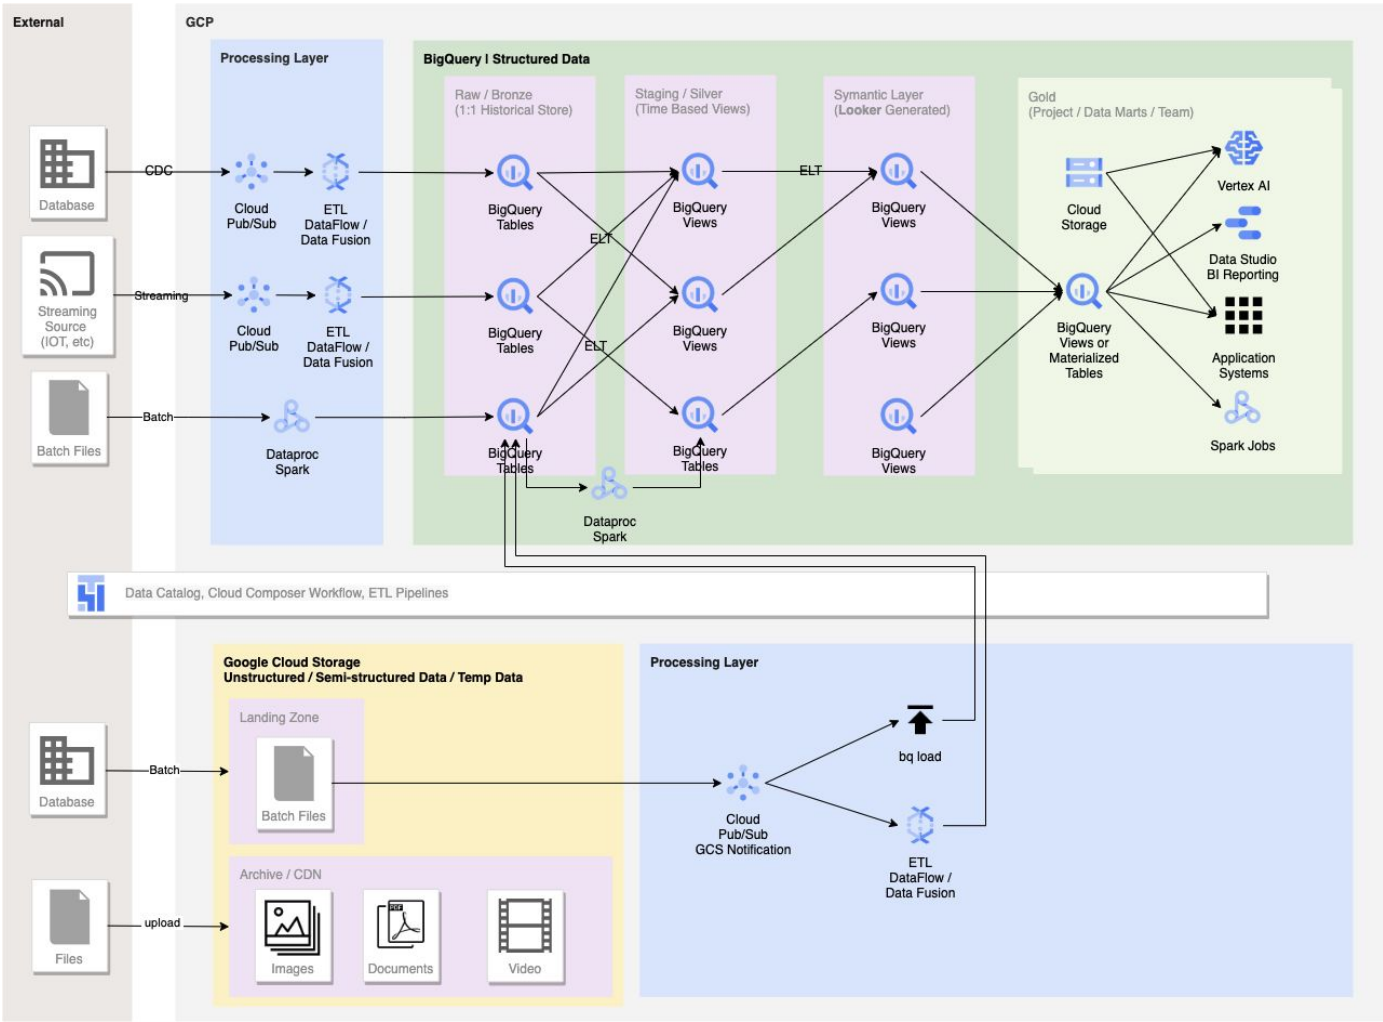 External
GCP
Processing Layer
BigQuery | Structured Data
Raw / Bronze
(1:1 Historical Store)
Staging / Silver
(Time Based Views)
Symantic Layer
(Looker Generated)
Gold
(Project / Data Marts / Team)
Database
CDC
Cloud
Pub/Sub
ETL
DataFlow /
Data Fusion
BigQuery
Tables
BigQuery
Views
ELT
BigQuery
Views
Cloud
Storage
Vertex AI
Data Studio
BI Reporting
ELT
Streaming
Source
(IOT, etc)
Streaming
Cloud
Pub/Sub
ETL
DataFlow /
Data Fusion
BigQuery
Tables
ELT
BigQuery
Views
BigQuery
Views
BigQuery
Views or
Materialized
Tables
Application
Systems
Batch Files
Batch
Dataproc
Spark
BigQuery
Tables
BigQuery
Tables
BigQuery
Views
Spark Jobs
Dataproc
Spark
Data Catalog, Cloud Composer Workflow, ETL Pipelines
Google Cloud Storage
Unstructured / Semi-structured Data / Temp Data
Processing Layer
Landing Zone
Database
Batch
Batch Files
Cloud
Pub/Sub
GCS Notification
bq load
ETL
DataFlow /
Data Fusion
Archive / CDN
Files
upload
Images
PDF
Documents
Video